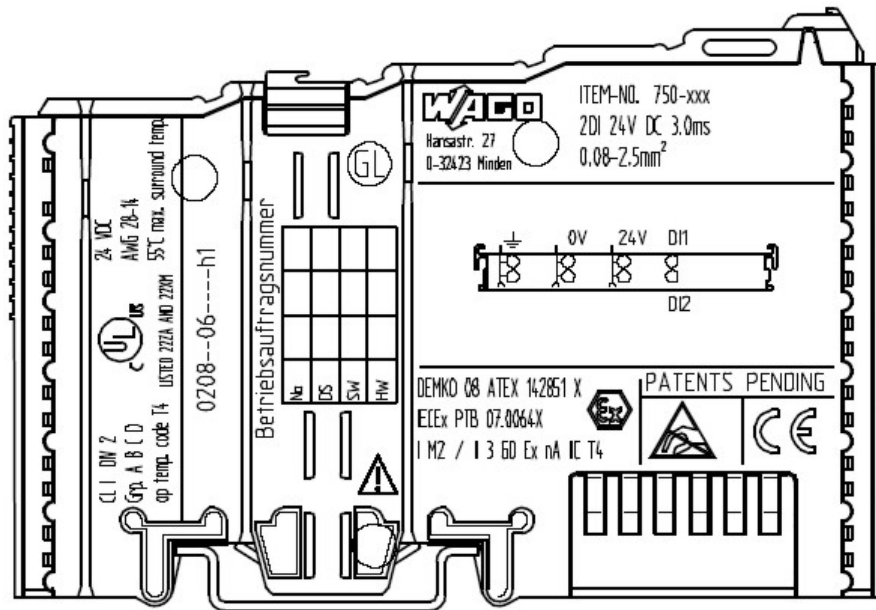 WAGO
Hansastr. 27
D-32423 Minden
ITEM-NO. 750-xxx
2DI 24V DC 3.0ms
0.08-2.5mm²
GL
0V 24V DI1
DI2
24 VDC
AWG 28-14
55°C max. surround temp.
C UL US
LISTED 22ZA AND 22XM
CL I DIV 2
Grp. A B C D
op temp. code T4
0208--06----h1
Betriebsauftragsnummer
No
DS
SW
HW
DEMKO 08 ATEX 142851 X
IECEx PTB 07.0064X
I M2 / II 3 GD Ex nA IIC T4
Ex
PATENTS PENDING
CE